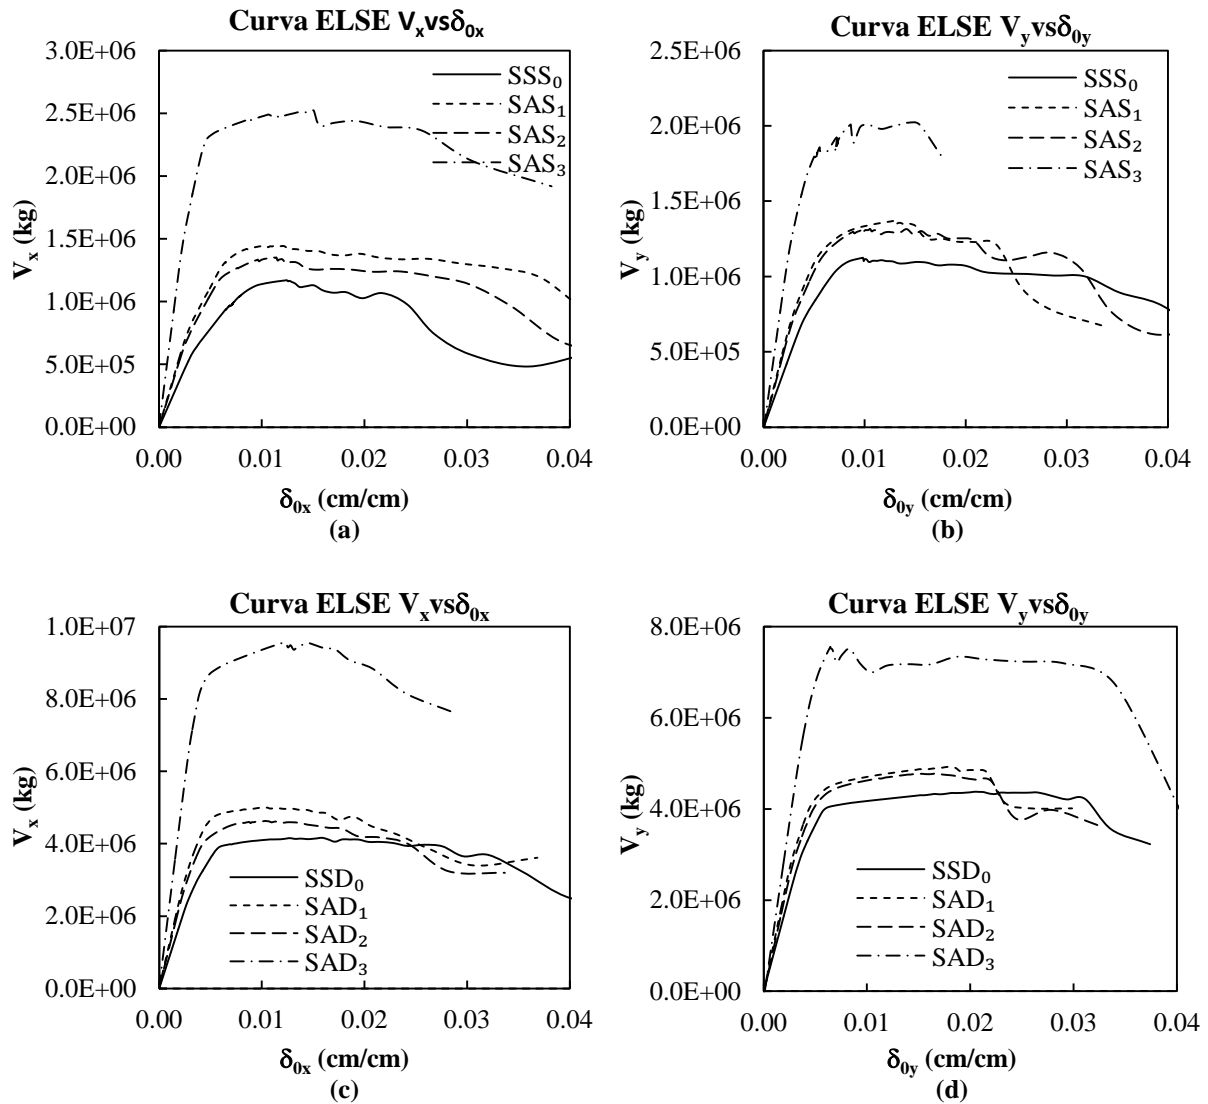 Curva ELSE Vₓvsδ₀ₓ
3.0E+06
2.5E+06
2.0E+06
1.5E+06
1.0E+06
5.0E+05
0.0E+00
Vₓ (kg)
SSS₀
SAS₁
SAS₂
SAS₃
0.00 0.01 0.02 0.03 0.04
δ₀ₓ (cm/cm)
(a)
Curva ELSE V_yvsδ_0y
2.5E+06
2.0E+06
1.5E+06
1.0E+06
5.0E+05
0.0E+00
V_y (kg)
SSS₀
SAS₁
SAS₂
SAS₃
0.00 0.01 0.02 0.03 0.04
δ_0y (cm/cm)
(b)
Curva ELSE Vₓvsδ₀ₓ
1.0E+07
8.0E+06
6.0E+06
4.0E+06
2.0E+06
0.0E+00
Vₓ (kg)
SSD₀
SAD₁
SAD₂
SAD₃
0.00 0.01 0.02 0.03 0.04
δ₀ₓ (cm/cm)
(c)
Curva ELSE V_yvsδ_0y
8.0E+06
6.0E+06
4.0E+06
2.0E+06
0.0E+00
V_y (kg)
SSD₀
SAD₁
SAD₂
SAD₃
0.00 0.01 0.02 0.03 0.04
δ_0y (cm/cm)
(d)